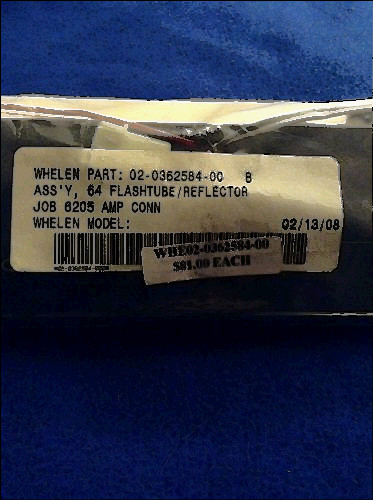 WHELEN PART: 02-0362584-00 B
ASS'Y, 64 FLASHTUBE/REFLECTOR
JOB 6205 AMP CONN
WHELEN MODEL: 02/13/08
WHE02-0362584-00
$81.00 EACH